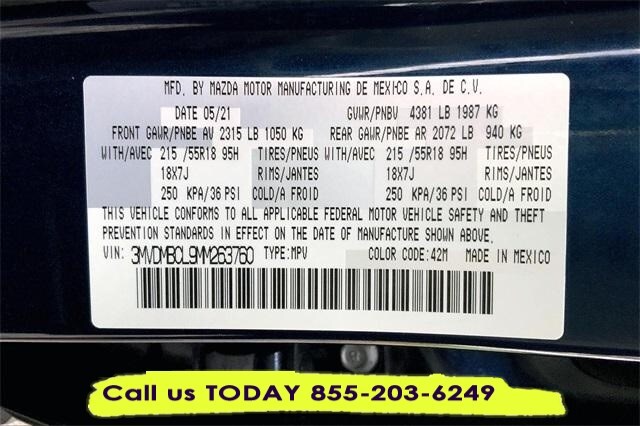 MFD. BY MAZDA MOTOR MANUFACTURING DE MEXICO S.A. DE C.V.
DATE 05/21 GVWR/PNBV 4381 LB 1987 KG
FRONT GAWR/PNBE AV 2315 LB 1050 KG REAR GAWR/PNBE AR 2072 LB 940 KG
WITH/AVEC 215 /55R18 95H TIRES/PNEUS WITH/AVEC 215 /55R18 95H TIRES/PNEUS
18X7J RIMS/JANTES 18X7J RIMS/JANTES
250 KPA/36 PSI COLD/A FROID 250 KPA/36 PSI COLD/A FROID
THIS VEHICLE CONFORMS TO ALL APPLICABLE FEDERAL MOTOR VEHICLE SAFETY AND THEFT
PREVENTION STANDARDS IN EFFECT ON THE DATE OF MANUFACTURE SHOWN ABOVE.
VIN: 3MVDMBCL9MM263760 TYPE:MPV COLOR CODE:42M MADE IN MEXICO
Call us TODAY 855-203-6249